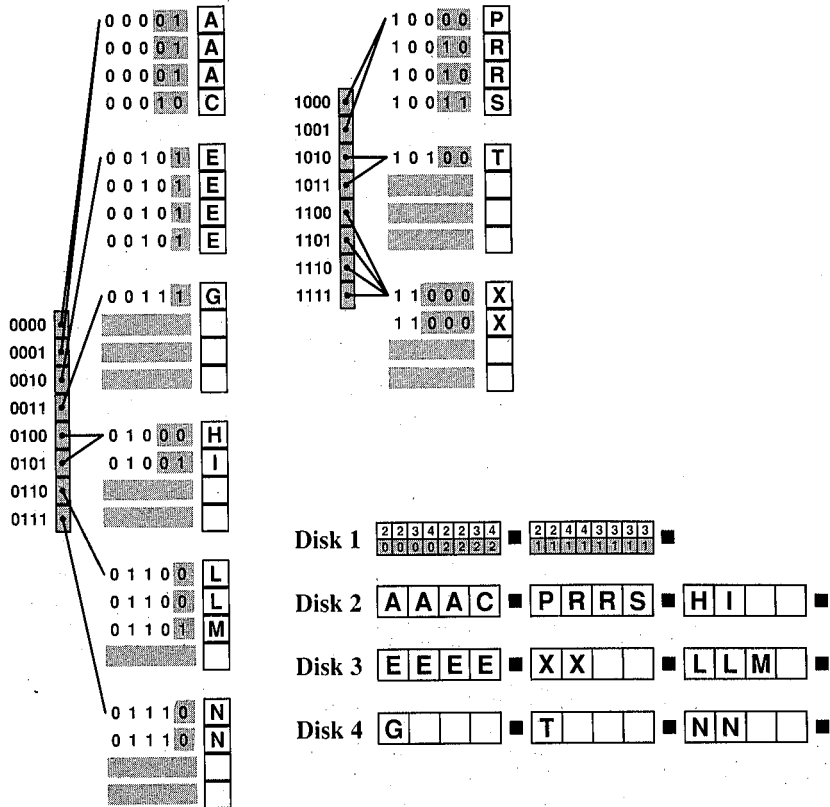 0 0 0 0 1 A
0 0 0 0 1 A
0 0 0 0 1 A
0 0 0 1 0 C
0 0 1 0 1 E
0 0 1 0 1 E
0 0 1 0 1 E
0 0 1 0 1 E
0 0 1 1 1 G
0000
0001
0010
0011
0100
0101
0110
0111
0 1 0 0 0 H
0 1 0 0 1 I
0 1 1 0 0 L
0 1 1 0 0 L
0 1 1 0 1 M
0 1 1 1 0 N
0 1 1 1 0 N
1 0 0 0 0 P
1 0 0 1 0 R
1 0 0 1 0 R
1 0 0 1 1 S
1000
1001
1010
1011
1100
1101
1110
1111
1 0 1 0 0 T
1 1 0 0 0 X
1 1 0 0 0 X
Disk 1 2 2 3 4 2 2 3 4 2 2 4 4 3 3 3 3
0 0 0 0 2 2 2 2 1 1 1 1 1 1 1 1
Disk 2 A A A C P R R S H I
Disk 3 E E E E X X L L M
Disk 4 G T N N